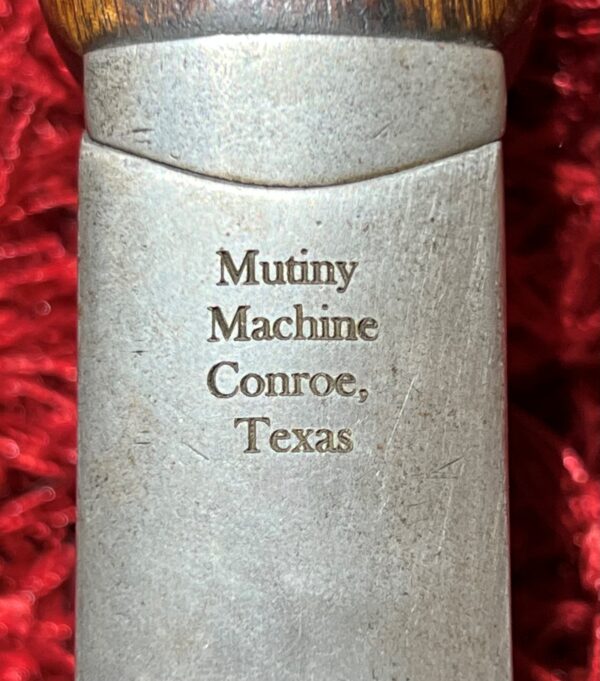 Mutiny
Machine
Conroe,
Texas